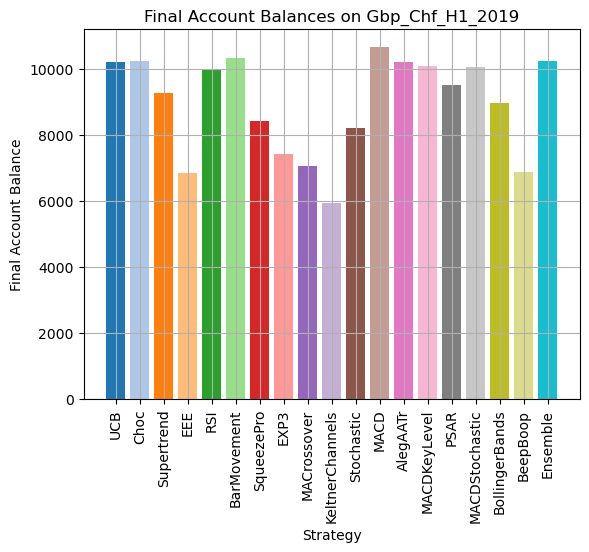 Final Account Balances on Gbp_Chf_H1_2019
Final Account Balance
10000
8000
6000
4000
2000
0
UCB
Choc
Supertrend
EEE
RSI
BarMovement
SqueezePro
EXP3
MACrossover
KeltnerChannels
Stochastic
MACD
AlegAATr
MACDKeyLevel
PSAR
MACDStochastic
BollingerBands
BeepBoop
Ensemble
Strategy